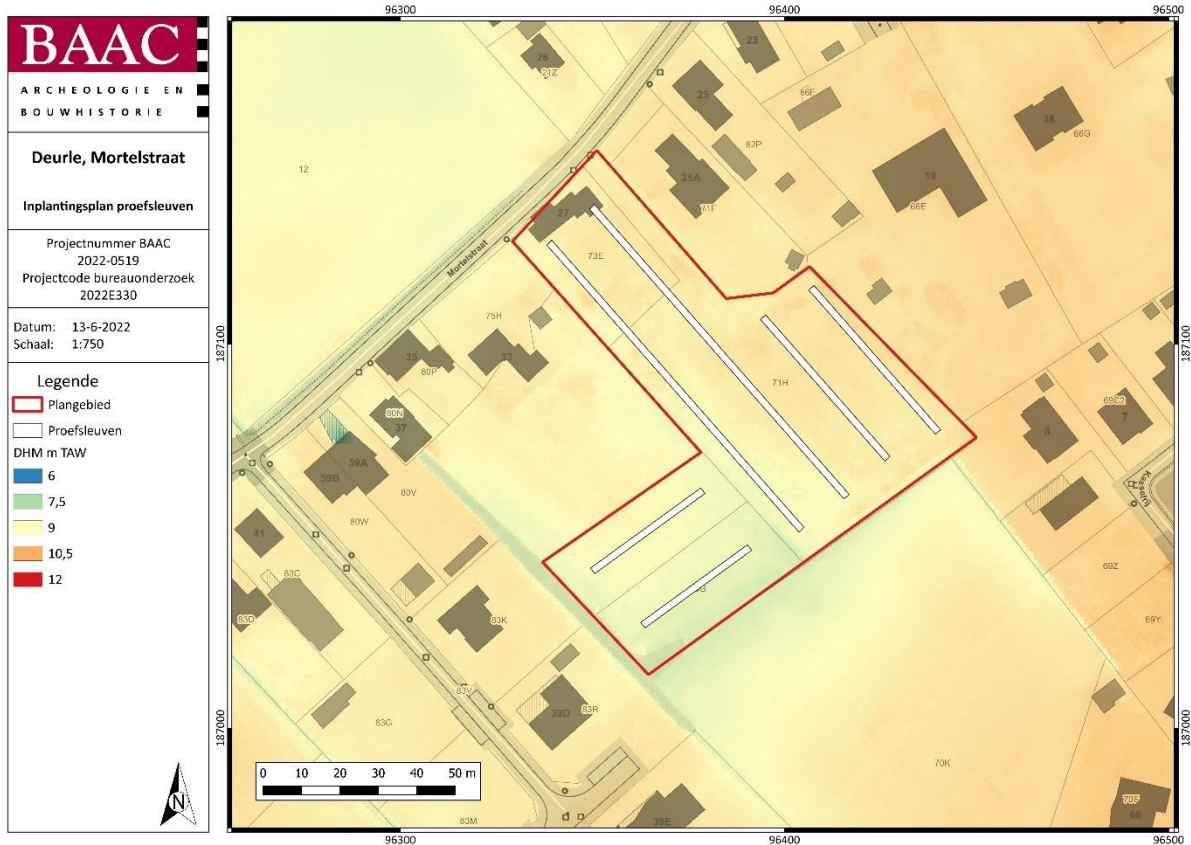 BAAC
ARCHEOLOGIE EN
BOUWHISTORIE
Deurle, Mortelstraat
Inplantingsplan proefsleuven
Projectnummer BAAC
2022-0519
Projectcode bureauonderzoek
2022E330
Datum: 13-6-2022
Schaal: 1:750
Legende
Plangebied
Proefsleuven
DHM m TAW
6
7,5
9
10,5
12
N
96300
96400
96500
187100
187000
26
21Z
23
25
66F
82P
38
68G
12
25A
71F
19
66E
27
73E
Mortelstraat
75H
35
80P
33
71H
80N
37
39A
39B
80V
80W
41
83C
83D
83K
8
69C2
7
69Z
69Y
83V
39D
83R
83G
70K
83M
39E
70F
66
0 10 20 30 40 50 m
187100
187000
96300
96400
96500